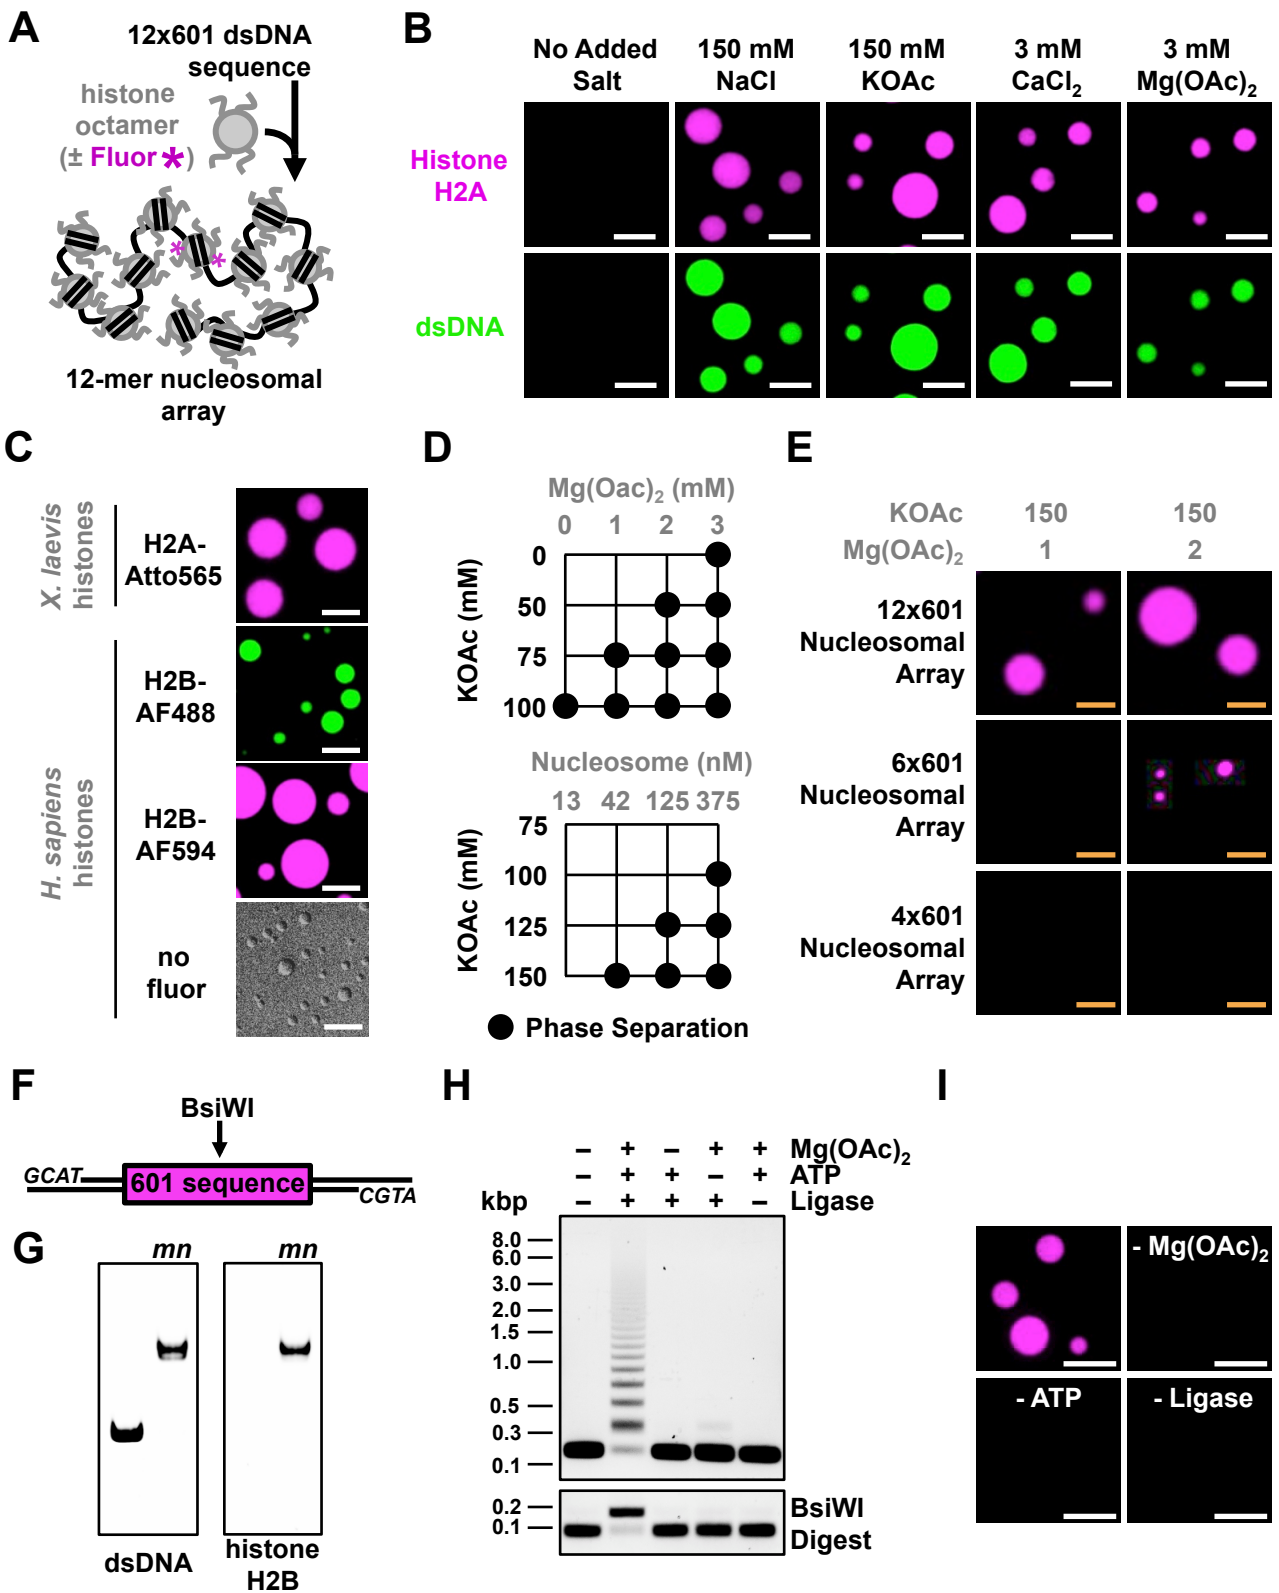 A
12x601 dsDNA
sequence
histone
octamer
(± Fluor *)
12-mer nucleosomal
array
B
No Added
Salt
150 mM
NaCl
150 mM
KOAc
3 mM
CaCl₂
3 mM
Mg(OAc)₂
Histone
H2A
dsDNA
C
X. laevis
histones
H2A-
Atto565
H. sapiens
histones
H2B-
AF488
H2B-
AF594
no
fluor
D
Mg(Oac)₂ (mM)
0 1 2 3
KOAc (mM)
0
50
75
100
Nucleosome (nM)
13 42 125 375
KOAc (mM)
75
100
125
150
Phase Separation
E
KOAc 150 150
Mg(OAc)₂ 1 2
12x601
Nucleosomal
Array
6x601
Nucleosomal
Array
4x601
Nucleosomal
Array
F
BsiWI
GCAT
601 sequence
CGTA
G
mn mn
dsDNA
histone
H2B
H
– + – + + Mg(OAc)₂
– + + – + ATP
– + + + – Ligase
kbp
8.0
6.0
3.0
2.0
1.5
1.0
0.5
0.3
0.1
0.2
0.1
BsiWI
Digest
I
- Mg(OAc)₂
- ATP
- Ligase